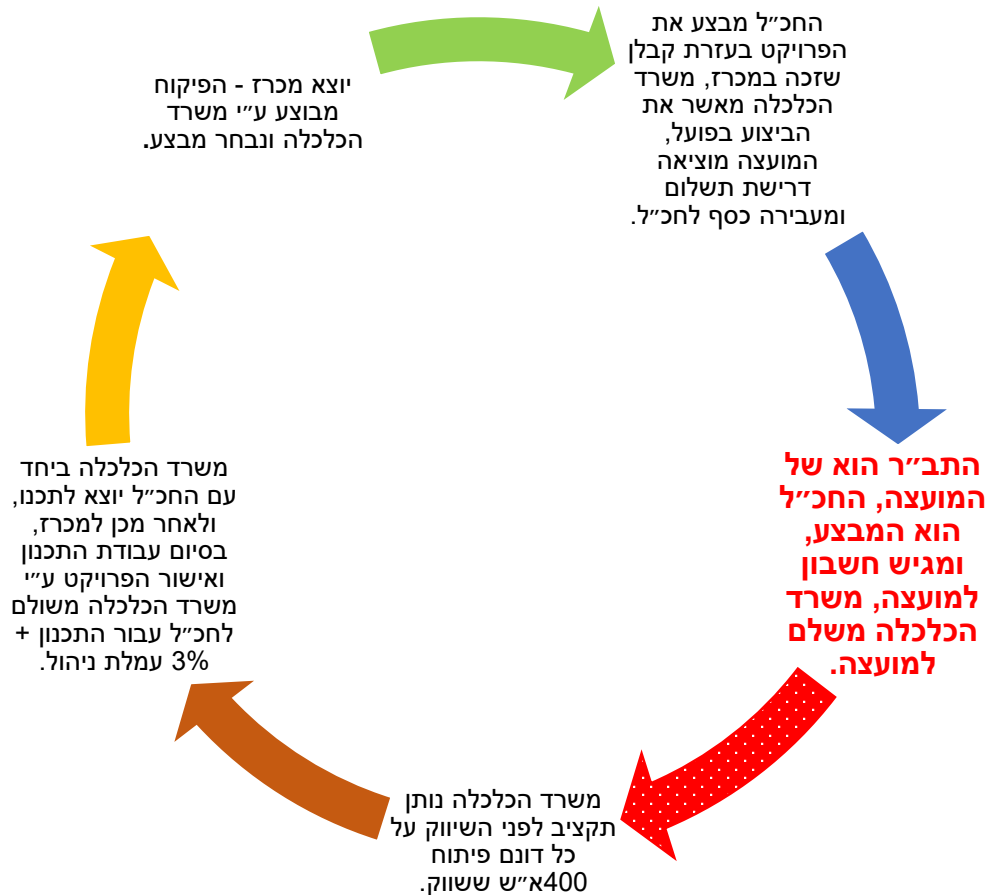 החכ״ל מבצע את
הפרויקט בעזרת קבלן
שזכה במכרז, משרד
הכלכלה מאשר את
הביצוע בפועל,
המועצה מוציאה
דרישת תשלום
ומעבירה כסף לחכ״ל.
התב״ר הוא של
המועצה, החכ״ל
הוא המבצע,
ומגיש חשבון
למועצה, משרד
הכלכלה משלם
למועצה.
משרד הכלכלה נותן
תקציב לפני השיווק על
כל דונם פיתוח
400א״ש ששווק.
משרד הכלכלה ביחד
עם החכ״ל יוצא לתכנו,
ולאחר מכן למכרז,
בסיום עבודת התכנון
ואישור הפרויקט ע״י
משרד הכלכלה משולם
לחכ״ל עבור התכנון +
3% עמלת ניהול.
יוצא מכרז - הפיקוח
מבוצע ע״י משרד
הכלכלה ונבחר מבצע.